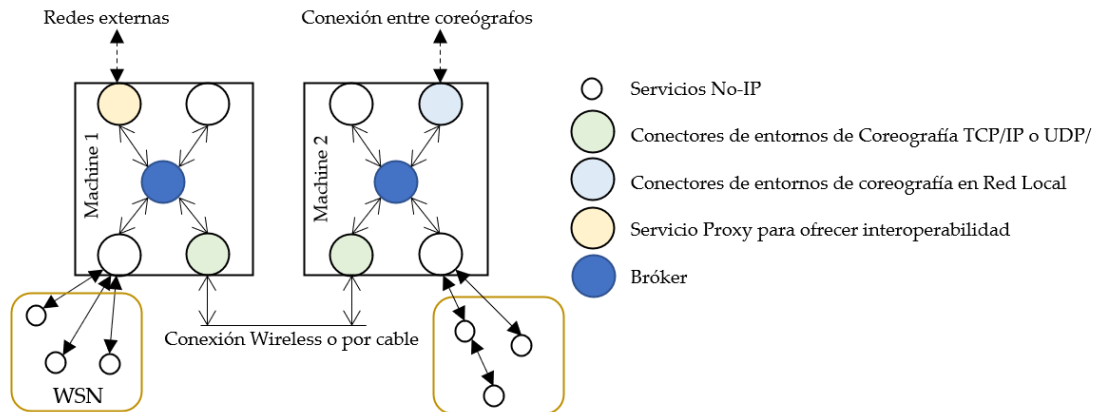 Redes externas
Conexión entre coreógrafos
Machine 1
Machine 2
Servicios No-IP
Conectores de entornos de Coreografía TCP/IP o UDP/
Conectores de entornos de coreografía en Red Local
Servicio Proxy para ofrecer interoperabilidad
Bróker
Conexión Wireless o por cable
WSN